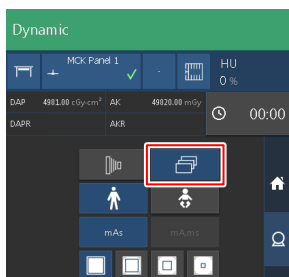 Dynamic
MCK Panel 1
HU
0 %
DAP 4981.00 cGy·cm² AK 49820.00 mGy
00:00
DAPR AKR
mAs mA,ms